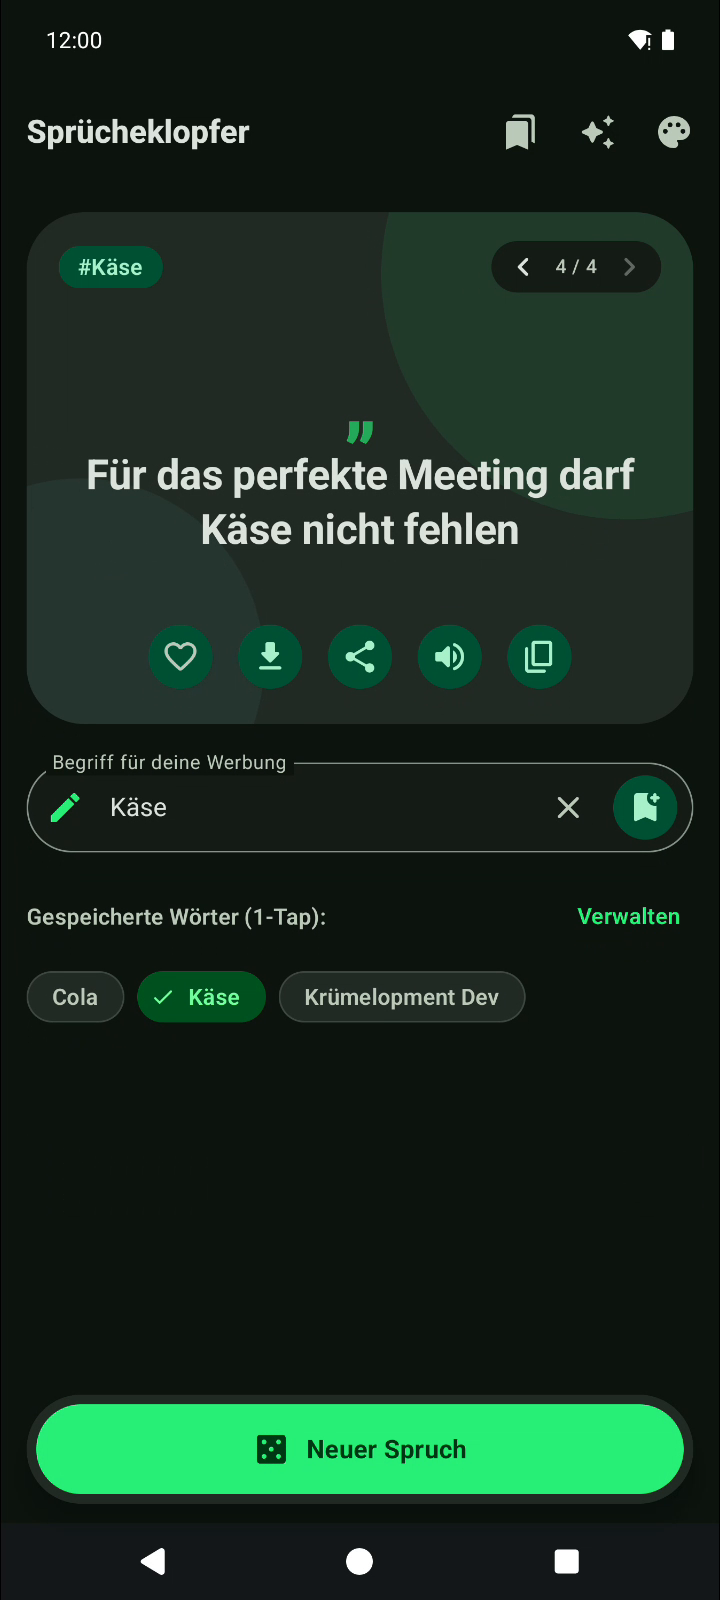 12:00
Sprücheklopfer
#Käse
4 / 4
Für das perfekte Meeting darf
Käse nicht fehlen
Begriff für deine Werbung
Käse
Gespeicherte Wörter (1-Tap):
Verwalten
Cola
Käse
Krümelopment Dev
Neuer Spruch